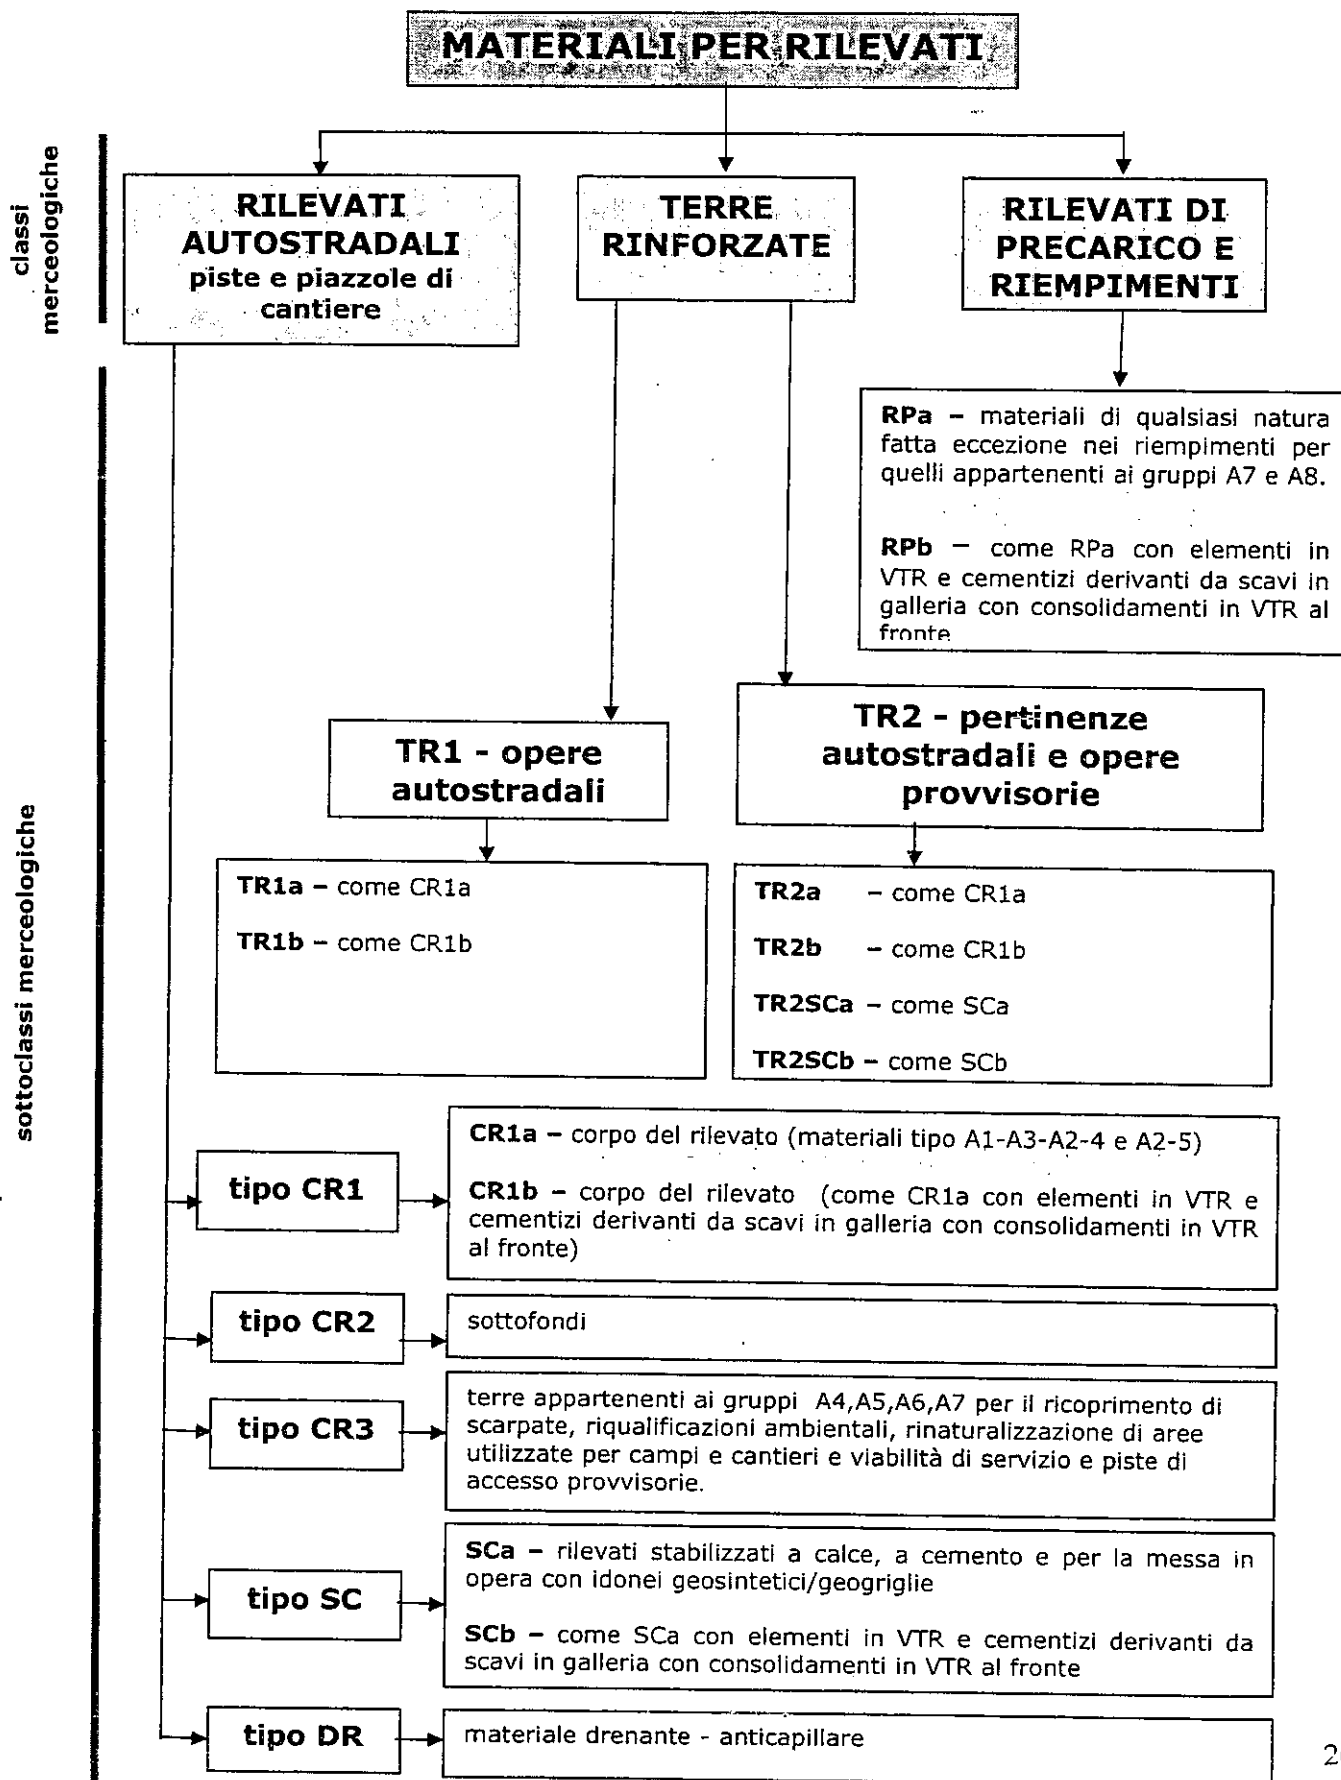 MATERIALI PER RILEVATI
classi
merceologiche
RILEVATI
AUTOSTRADALI
piste e piazzole di
cantiere
TERRE
RINFORZATE
RILEVATI DI
PRECARICO E
RIEMPIMENTI
RPa – materiali di qualsiasi natura
fatta eccezione nei riempimenti per
quelli appartenenti ai gruppi A7 e A8.
RPb – come RPa con elementi in
VTR e cementizi derivanti da scavi in
galleria con consolidamenti in VTR al
fronte
sottoclassi merceologiche
TR1 - opere
autostradali
TR2 - pertinenze
autostradali e opere
provvisorie
TR1a – come CR1a
TR1b – come CR1b
TR2a – come CR1a
TR2b – come CR1b
TR2SCa – come SCa
TR2SCb – come SCb
tipo CR1
CR1a – corpo del rilevato (materiali tipo A1-A3-A2-4 e A2-5)
CR1b – corpo del rilevato (come CR1a con elementi in VTR e
cementizi derivanti da scavi in galleria con consolidamenti in VTR
al fronte)
tipo CR2
sottofondi
tipo CR3
terre appartenenti ai gruppi A4,A5,A6,A7 per il ricoprimento di
scarpate, riqualificazioni ambientali, rinaturalizzazione di aree
utilizzate per campi e cantieri e viabilità di servizio e piste di
accesso provvisorie.
tipo SC
SCa – rilevati stabilizzati a calce, a cemento e per la messa in
opera con idonei geosintetici/geogriglie
SCb – come SCa con elementi in VTR e cementizi derivanti da
scavi in galleria con consolidamenti in VTR al fronte
tipo DR
materiale drenante - anticapillare
2